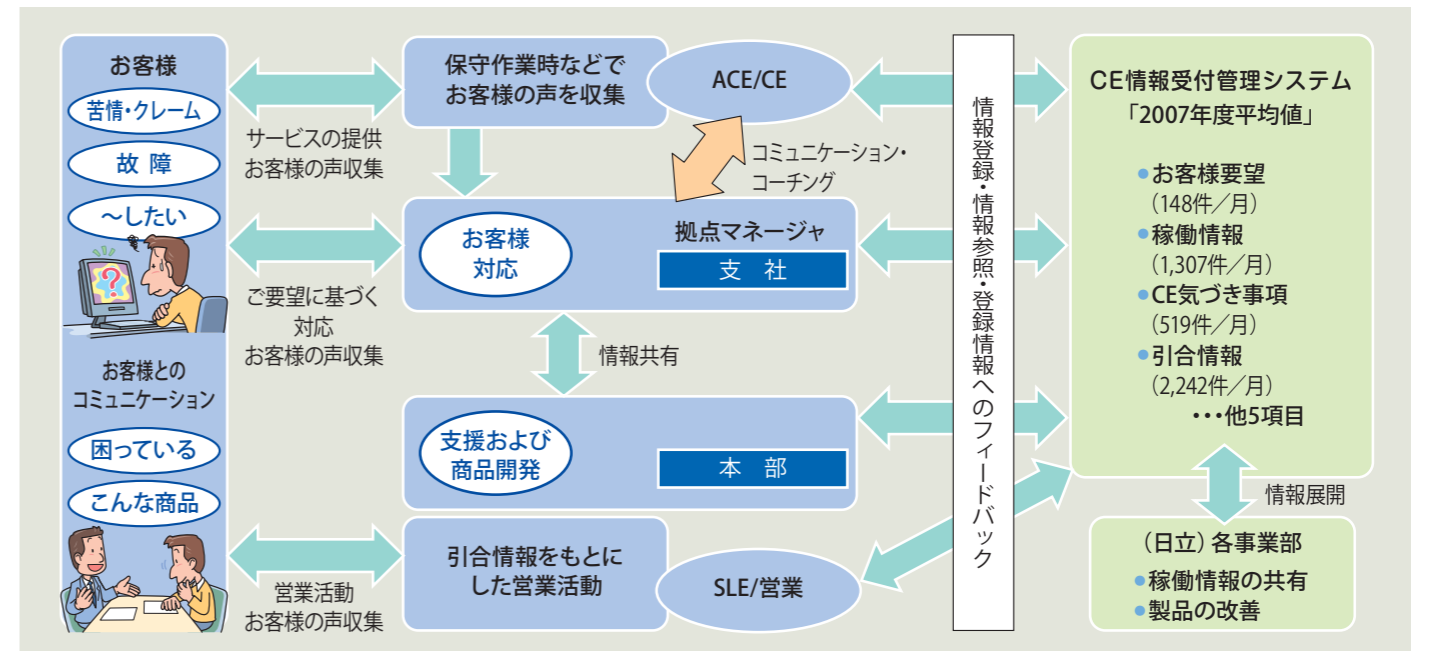 お客様
苦情・クレーム
故 障
～したい
お客様との
コミュニケーション
困っている
こんな商品
サービスの提供
お客様の声収集
ご要望に基づく
対応
お客様の声収集
営業活動
お客様の声収集
保守作業時などで
お客様の声を収集
ACE/CE
コミュニケーション・
コーチング
お客様
対応
拠点マネージャ
支 社
情報共有
支援および
商品開発
本 部
引合情報をもとに
した営業活動
SLE/営業
情報登録・情報参照・登録情報へのフィードバック
CE情報受付管理システム
「2007年度平均値」
●お客様要望
（148件／月）
●稼働情報
（1,307件／月）
●CE気づき事項
（519件／月）
●引合情報
（2,242件／月）
・・・他5項目
情報展開
（日立）各事業部
●稼働情報の共有
●製品の改善